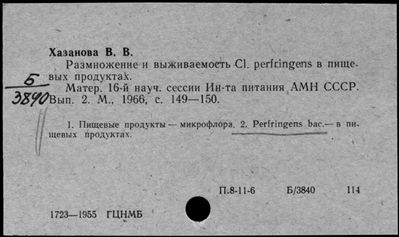 Хазанова В. В.
Размножение и выживаемость Cl. perfringens в пище-
вых продуктах.
Б
3890
Матер. 16-й науч. сессии Ин-та питания АМН СССР.
Вып. 2. М., 1966, с. 149—150.
1. Пищевые продукты — микрофлора. 2. Perfringens bac.— в пи-
щевых продуктах.
П.8-11-6 Б/3840 114
1723—1955 ГЦНМБ